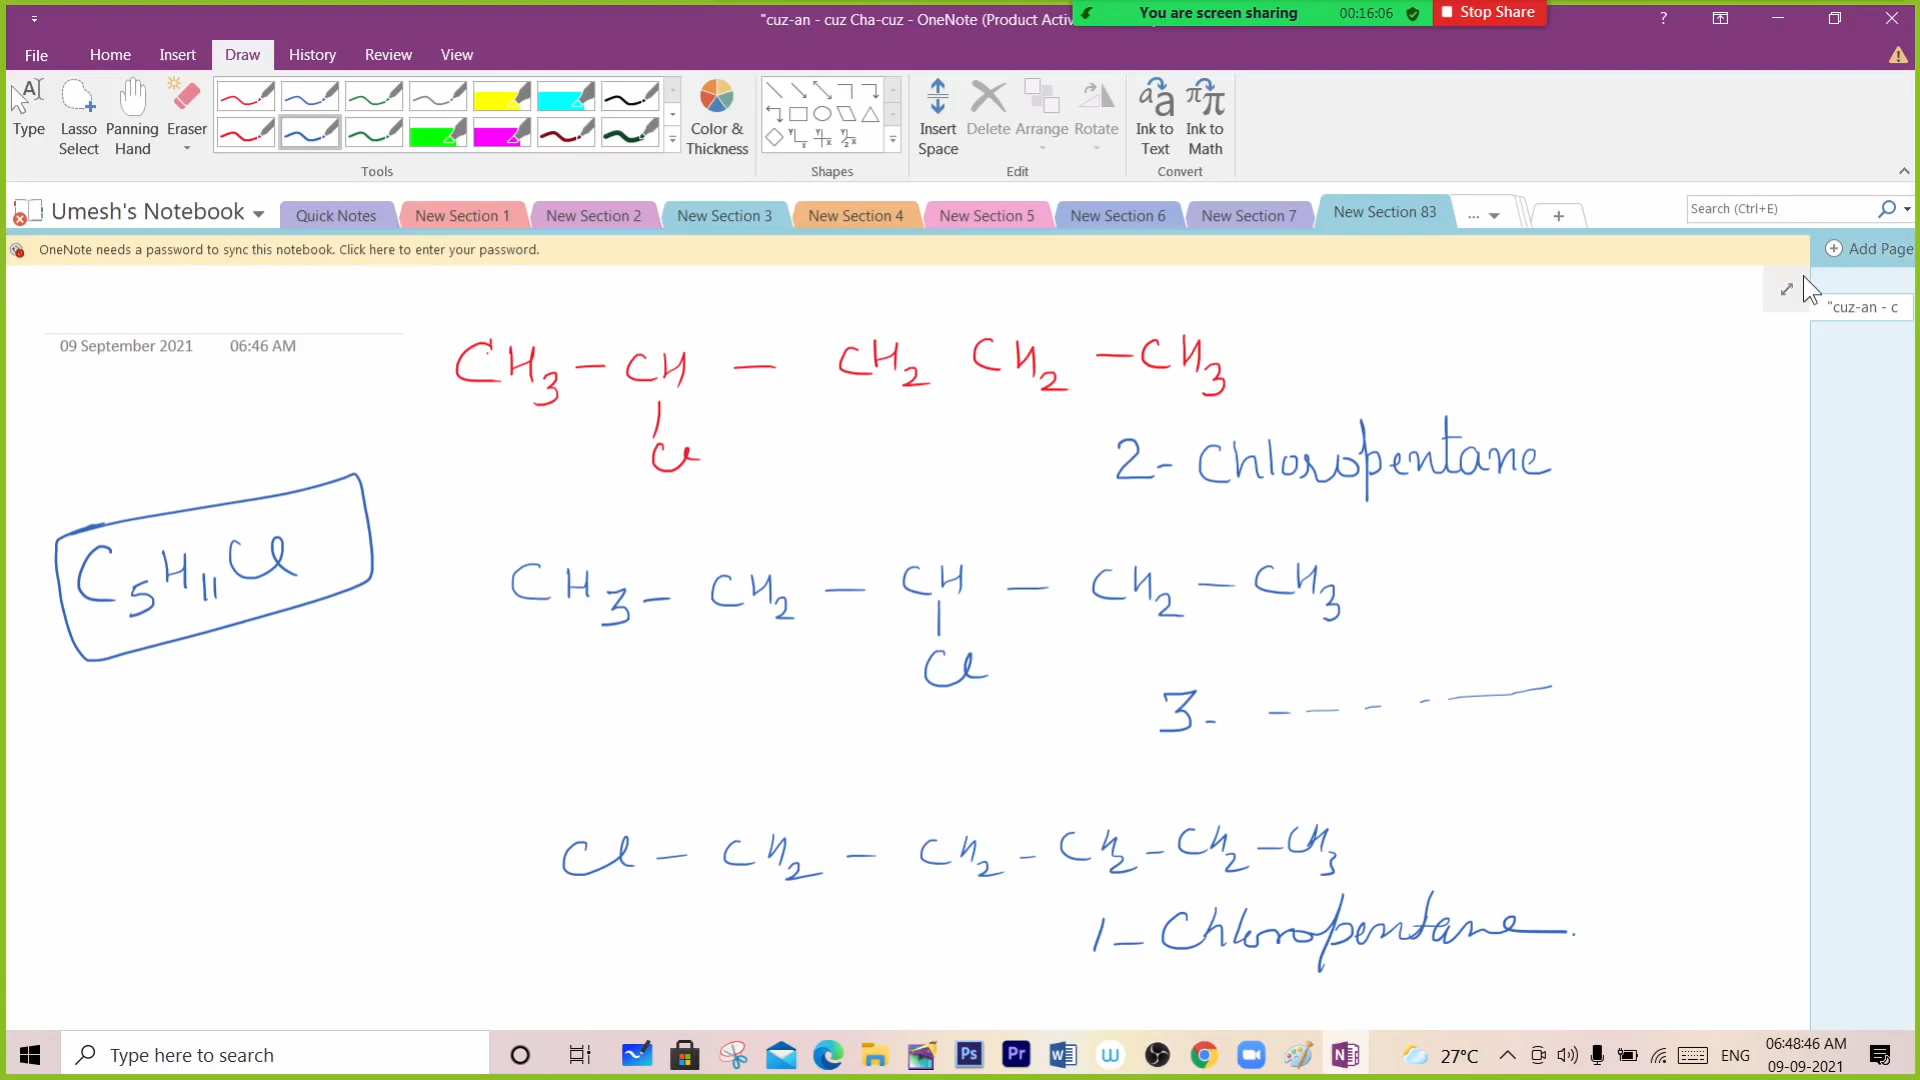 "cuz-an - cuz Cha-cuz - OneNote (Product Activ
You are screen sharing 00:16:06 Stop Share
File Home Insert Draw History Review View
Type
Lasso Select
Panning Hand
Eraser
Color & Thickness
Insert Space
Delete Arrange Rotate
Ink to Text
Ink to Math
Tools Shapes Edit Convert
Umesh's Notebook Quick Notes New Section 1 New Section 2 New Section 3 New Section 4 New Section 5 New Section 6 New Section 7 New Section 83 ... Search (Ctrl+E)
OneNote needs a password to sync this notebook. Click here to enter your password.
Add Page
"cuz-an - c
09 September 2021 06:46 AM
CH3 - CH - CH2 CH2 - CH3
Cl
2- Chloropentane
C5H11Cl
CH3 - CH2 - CH - CH2 - CH3
Cl
3-
Cl - CH2 - CH2 - CH2 - CH2 - CH3
1- Chloropentane.
Type here to search
27°C ENG 06:48:46 AM
09-09-2021